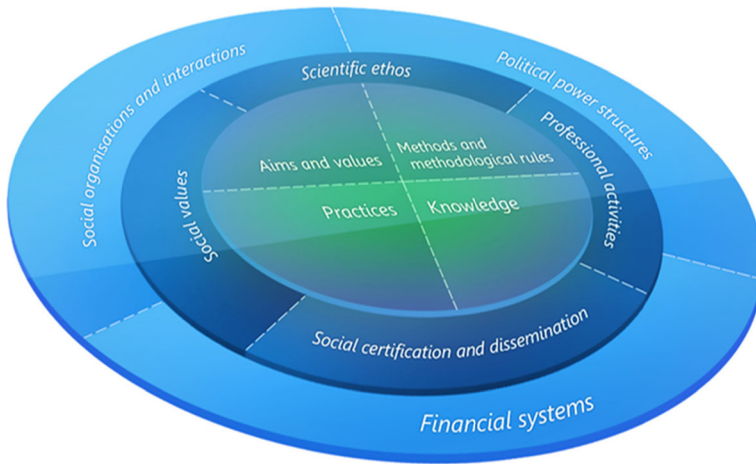 Social organisations and interactions
Political power structures
Scientific ethos
Professional activities
Social values
Aims and values
Methods and
methodological rules
Practices
Knowledge
Social certification and dissemination
Financial systems